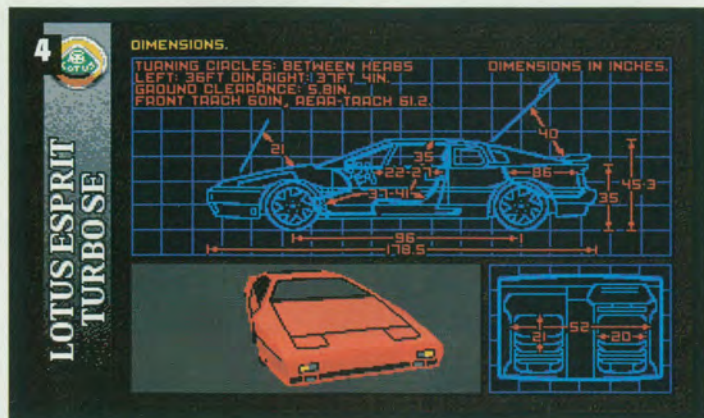 4
LOTUS
LOTUS ESPRIT
TURBO SE
DIMENSIONS.
TURNING CIRCLES: BETWEEN HERBS
LEFT: 36FT 0IN, RIGHT: 37FT 4IN.
GROUND CLEARANCE: 5.8IN.
FRONT TRACK 60IN, REAR-TRACK 61.2.
DIMENSIONS IN INCHES.
21
40
35
22-27
86
37-41
35
45·3
96
178.5
52
21
20